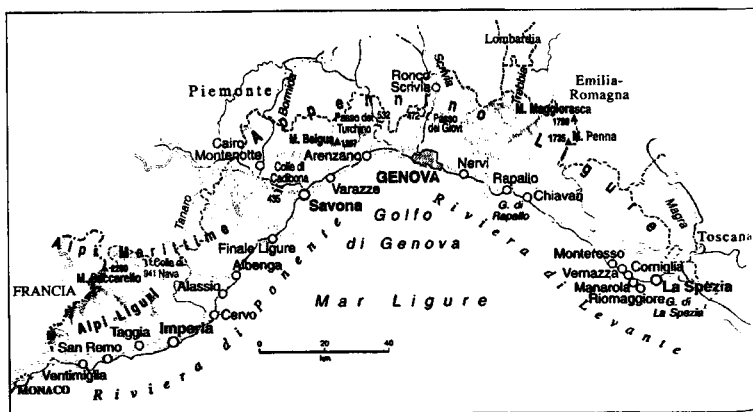 Lombardia
Piemonte
Emilia-Romagna
Toscana
FRANCIA
MONACO
Appennino Ligure
Alpi Marittime
Alpi Liguri
Bormida
Scrivia
Trebbia
Tanaro
Magra
Ronco Scrivia
M. Maggiorasca
1735
M. Penna
Passo del Turchino
532
472
Passo dei Giovi
M. Beigua
Cairo Montenotte
Colle di Cadibona
435
Arenzano
Varazze
GENOVA
Nervi
Rapallo
Chiavari
G. di Rapallo
Savona
Finale Ligure
Albenga
Alassio
Colle di Nava
941
M. Saccarello
Cervo
Imperia
Taggia
San Remo
Ventimiglia
Golfo di Genova
Mar Ligure
Riviera di Ponente
Riviera di Levante
Monterosso
Vernazza
Corniglia
Manarola
Riomaggiore
La Spezia
G. di La Spezia
0 20 40
km